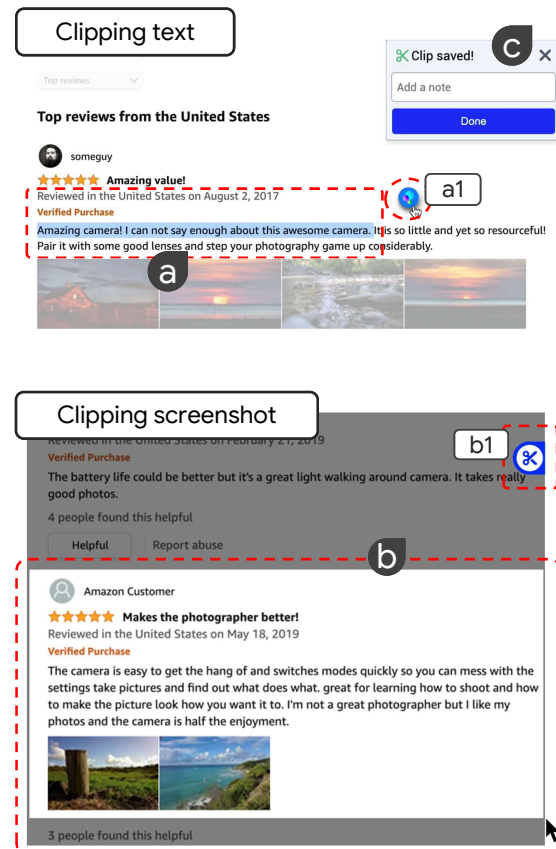 Clipping text
Clip saved!
c
Add a note
Done
Top reviews
Top reviews from the United States
someguy
Amazing value!
a1
Reviewed in the United States on August 2, 2017
Verified Purchase
Amazing camera! I can not say enough about this awesome camera. It is so little and yet so resourceful!
Pair it with some good lenses and step your photography game up considerably.
a
Clipping screenshot
Reviewed in the United States on February 21, 2019
b1
Verified Purchase
The battery life could be better but it's a great light walking around camera. It takes really
good photos.
4 people found this helpful
Helpful
Report abuse
b
Amazon Customer
Makes the photographer better!
Reviewed in the United States on May 18, 2019
Verified Purchase
The camera is easy to get the hang of and switches modes quickly so you can mess with the
settings take pictures and find out what does what. great for learning how to shoot and how
to make the picture look how you want it to. I'm not a great photographer but I like my
photos and the camera is half the enjoyment.
3 people found this helpful